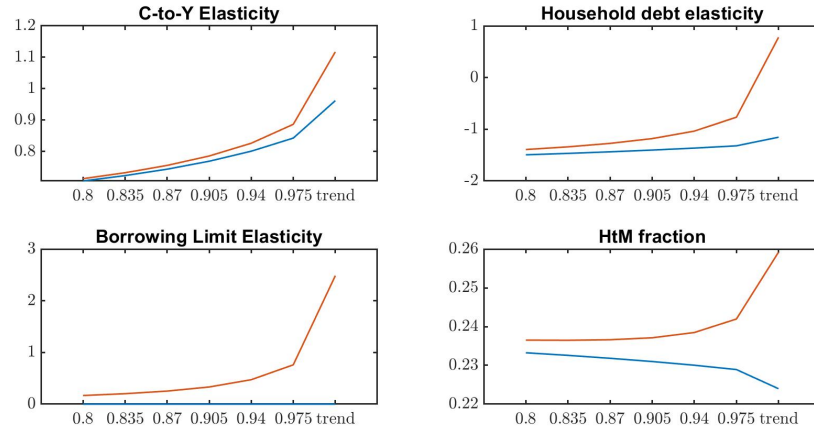 C-to-Y Elasticity
1.2
1.1
1
0.9
0.8
0.8 0.835 0.87 0.905 0.94 0.975 trend
Household debt elasticity
1
0
-1
-2
0.8 0.835 0.87 0.905 0.94 0.975 trend
Borrowing Limit Elasticity
3
2
1
0
0.8 0.835 0.87 0.905 0.94 0.975 trend
HtM fraction
0.26
0.25
0.24
0.23
0.22
0.8 0.835 0.87 0.905 0.94 0.975 trend